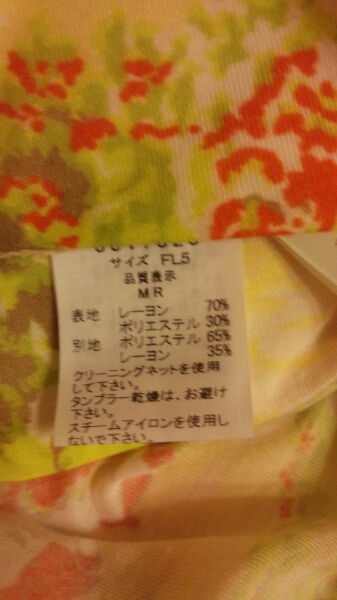 サイズ FL5
品質表示
MR
表地 レーヨン 70%
ポリエステル 30%
別地 ポリエステル 65%
レーヨン 35%
クリーニングネットを使用
して下さい。
タンブラー乾燥は、お避け
下さい。
スチームアイロンを使用し
ないで下さい。